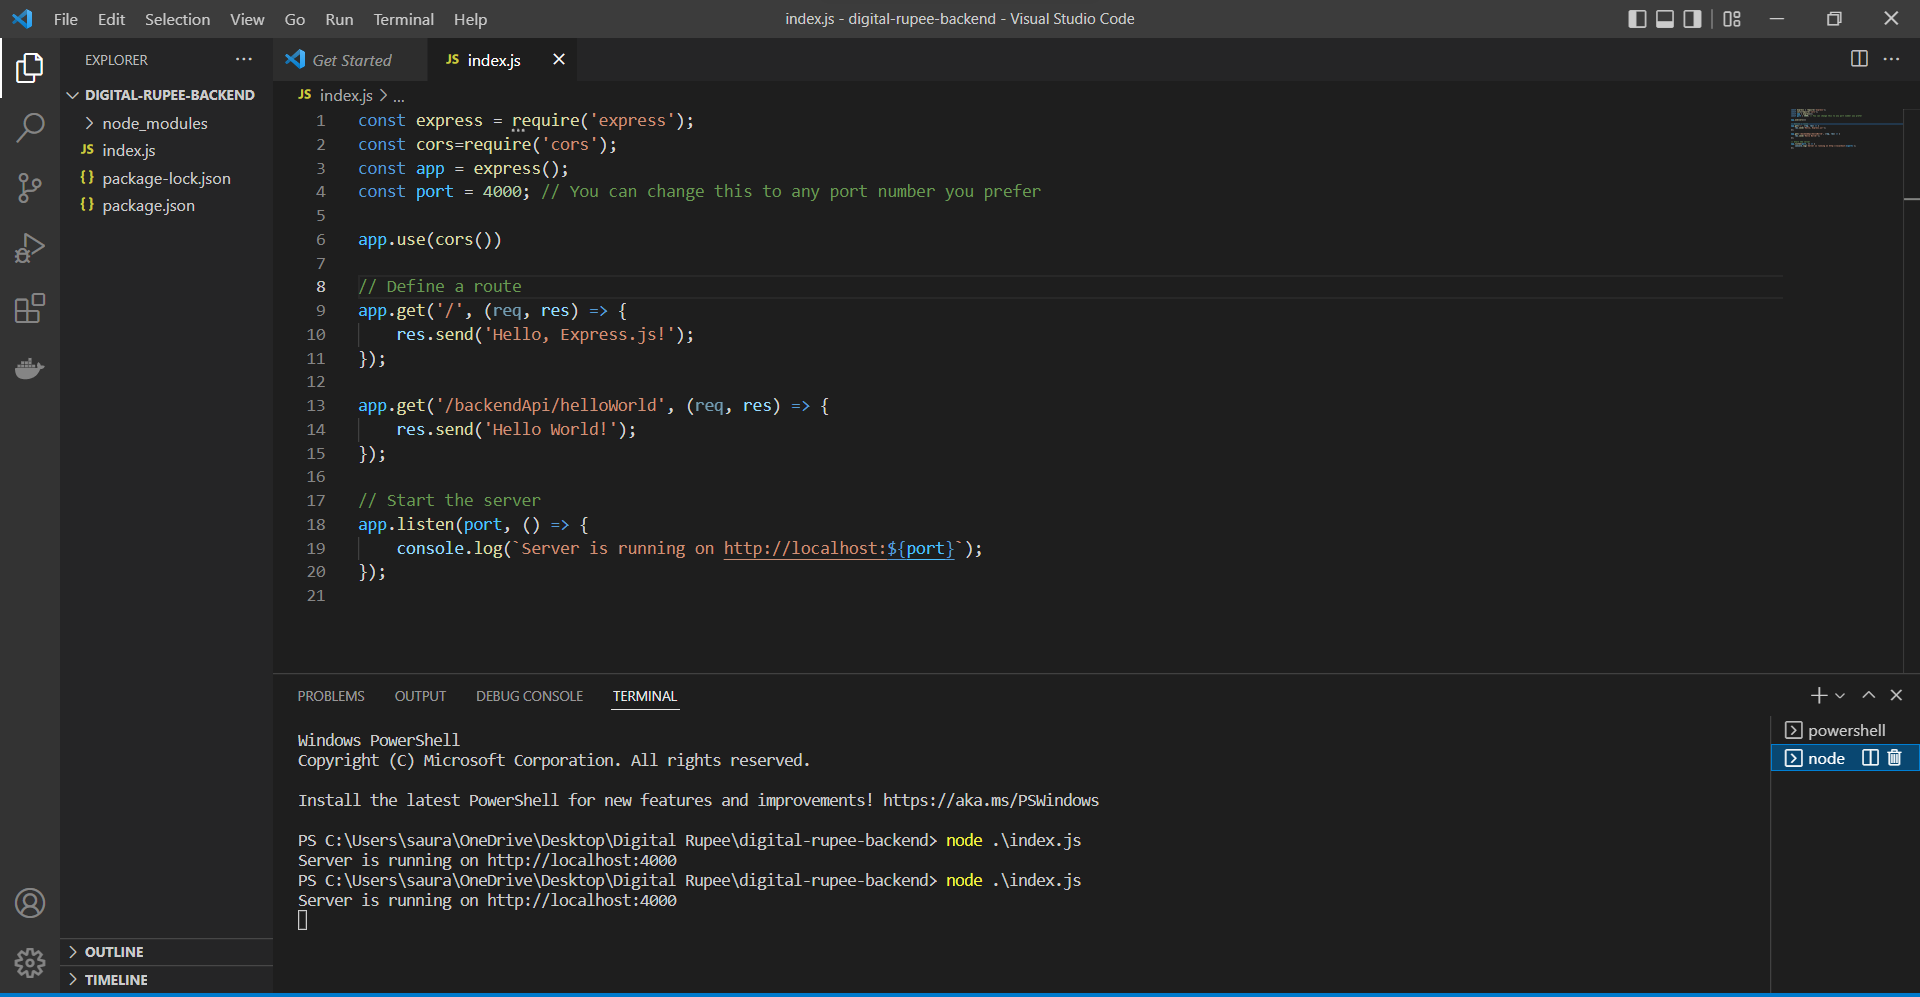 File Edit Selection View Go Run Terminal Help
index.js - digital-rupee-backend - Visual Studio Code
EXPLORER
DIGITAL-RUPEE-BACKEND
node_modules
JS index.js
{} package-lock.json
{} package.json
OUTLINE
TIMELINE
Get Started
JS index.js
JS index.js > ...
1 const express = require('express');
2 const cors=require('cors');
3 const app = express();
4 const port = 4000; // You can change this to any port number you prefer
5
6 app.use(cors())
7
8 // Define a route
9 app.get('/', (req, res) => {
10 res.send('Hello, Express.js!');
11 });
12
13 app.get('/backendApi/helloWorld', (req, res) => {
14 res.send('Hello World!');
15 });
16
17 // Start the server
18 app.listen(port, () => {
19 console.log(`Server is running on http://localhost:${port}`);
20 });
21
PROBLEMS OUTPUT DEBUG CONSOLE TERMINAL
Windows PowerShell
Copyright (C) Microsoft Corporation. All rights reserved.
Install the latest PowerShell for new features and improvements! https://aka.ms/PSWindows
PS C:\Users\saura\OneDrive\Desktop\Digital Rupee\digital-rupee-backend> node .\index.js
Server is running on http://localhost:4000
PS C:\Users\saura\OneDrive\Desktop\Digital Rupee\digital-rupee-backend> node .\index.js
Server is running on http://localhost:4000
powershell
node